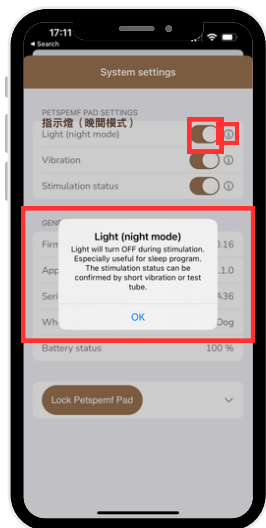 17:11
Search
System settings
PETSPEMF PAD SETTINGS
指示燈（晚間模式）
Light (night mode)
Vibration
Stimulation status
GENE
Light (night mode)
Light will turn OFF during stimulation.
Especially useful for sleep program.
The stimulation status can be
confirmed by short vibration or test
tube.
OK
Firm 0.16
App .1.0
Seri A36
Wh Dog
Battery status 100 %
Lock Petspemf Pad